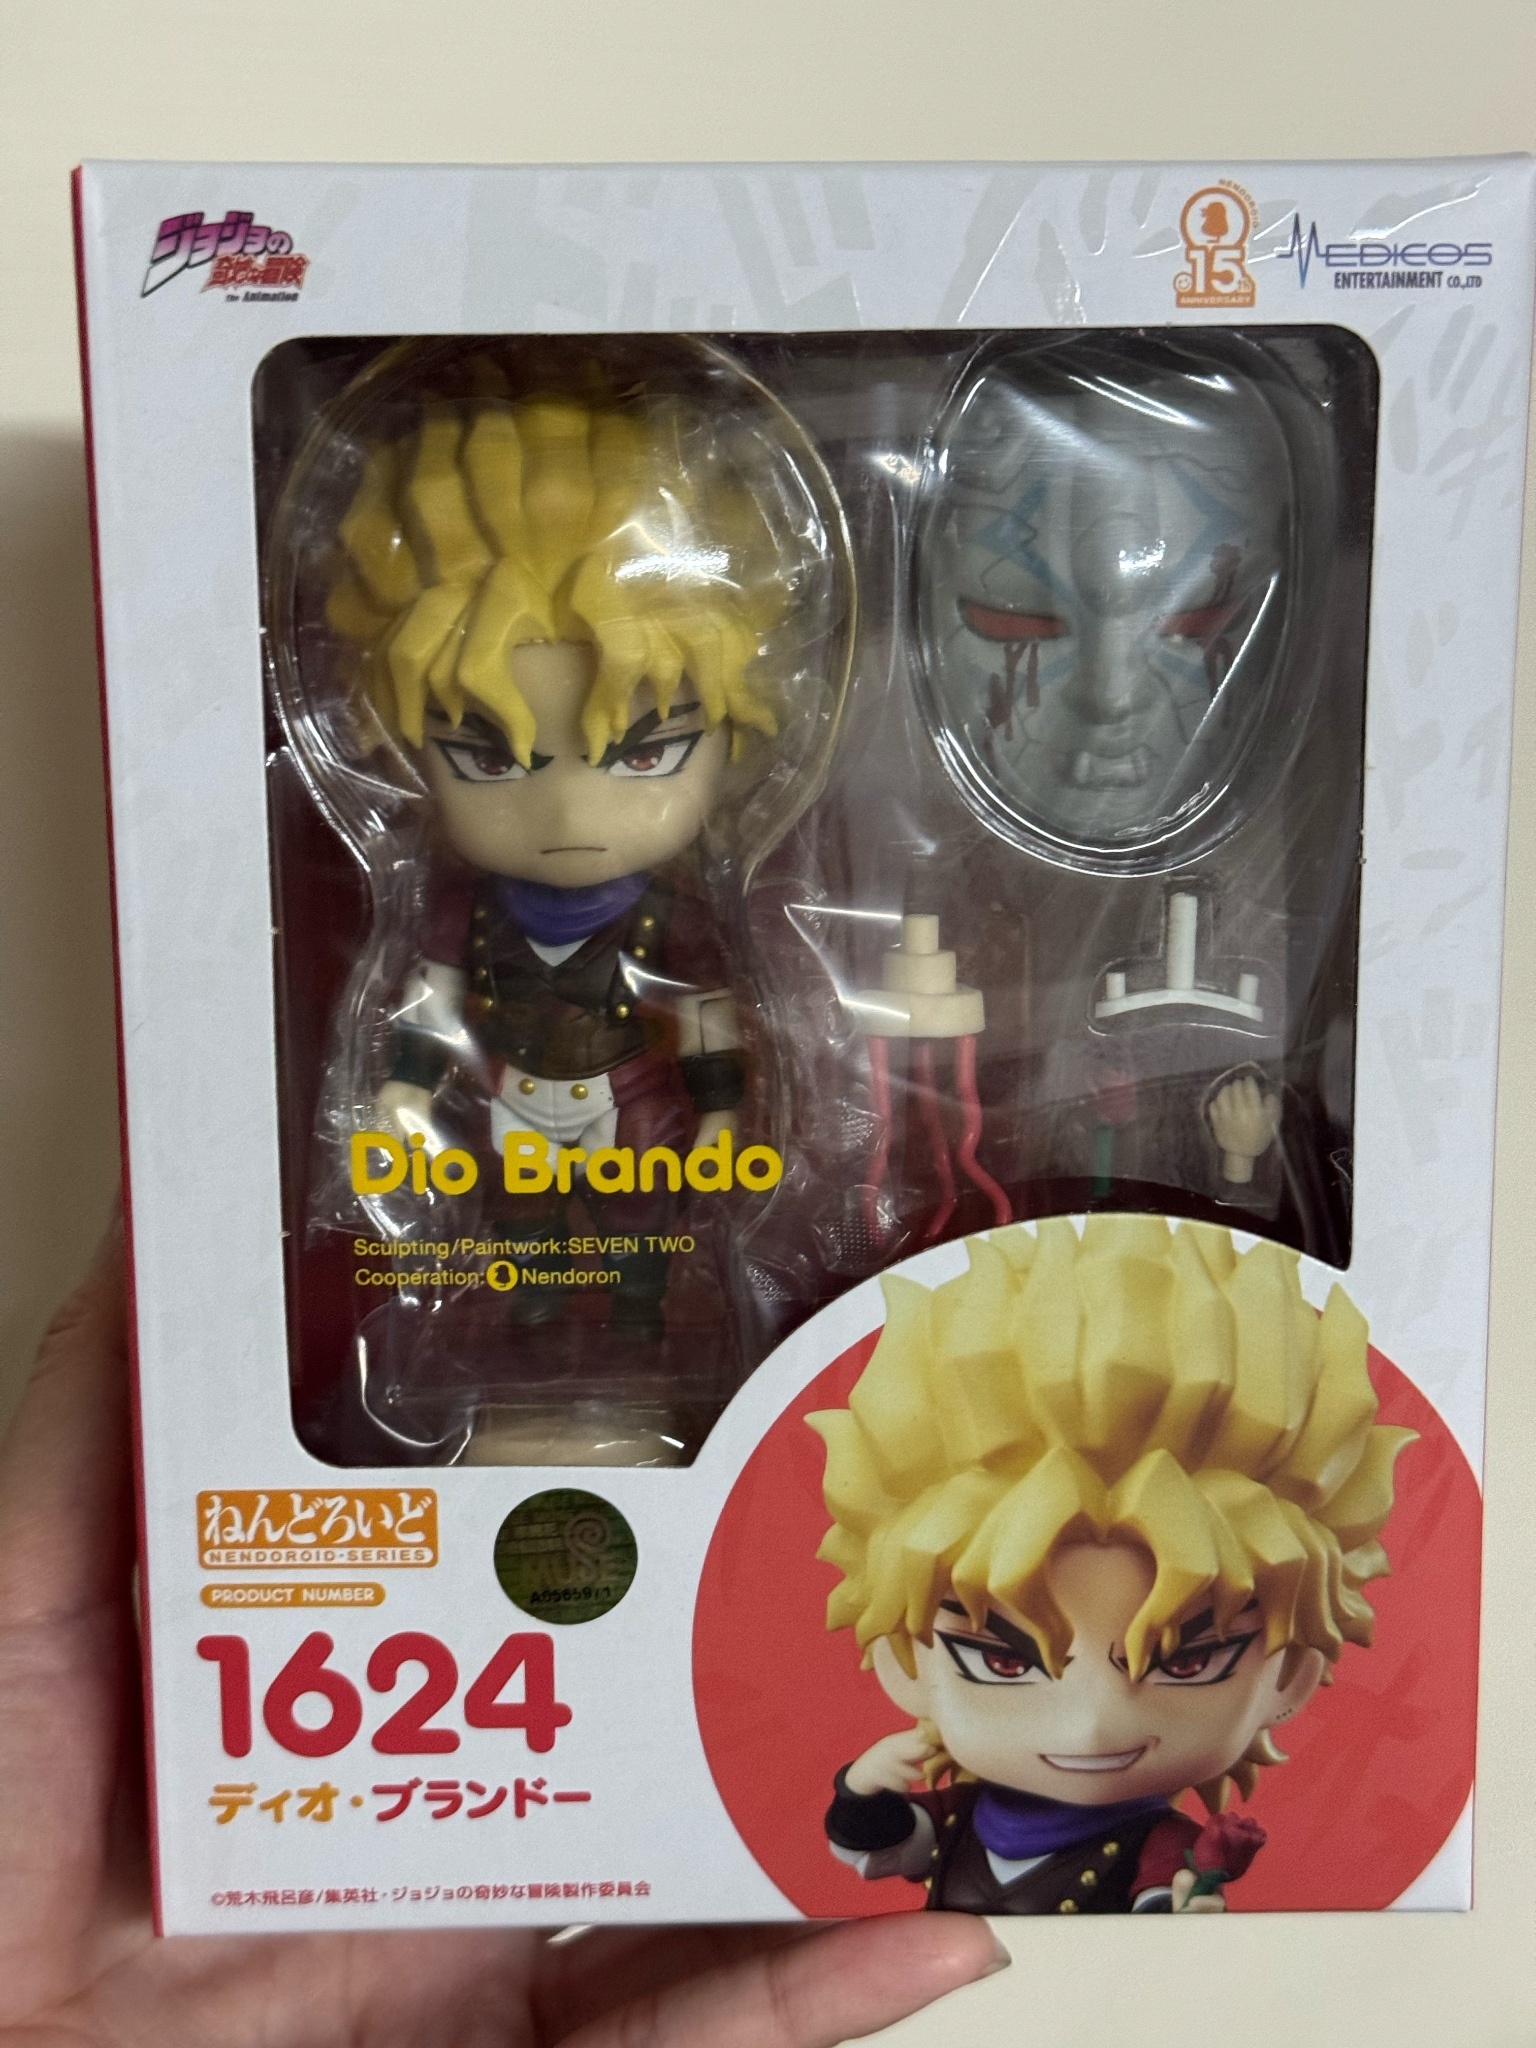 ジョジョの
奇妙な冒険
The Animation
NENDOROID
15th
ANNIVERSARY
MEDICOS
ENTERTAINMENT CO.,LTD
Dio Brando
Sculpting/Paintwork:SEVEN TWO
Cooperation: Nendoron
ねんどろいど
NENDOROID SERIES
PRODUCT NUMBER
MUSE
1624
ディオ・ブランドー
©荒木飛呂彦/集英社・ジョジョの奇妙な冒険製作委員会